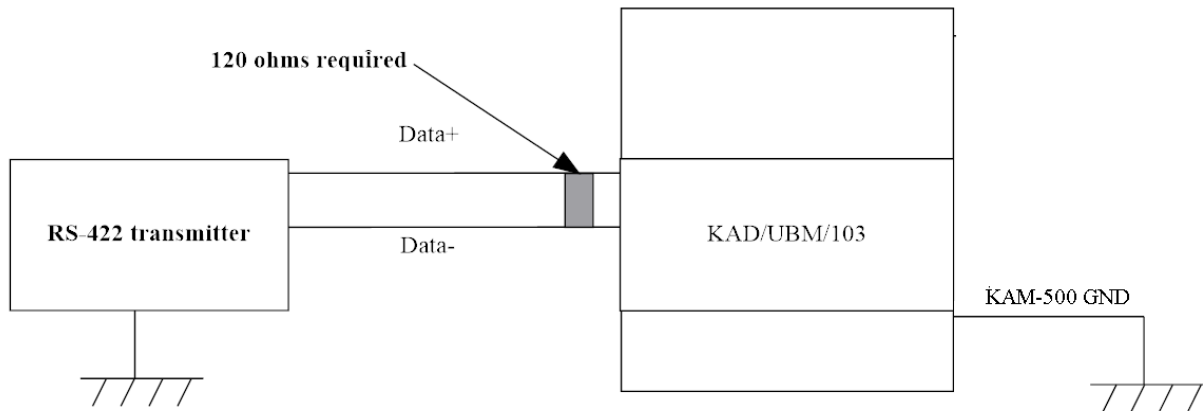 120 ohms required
Data+
RS-422 transmitter
KAD/UBM/103
Data-
KAM-500 GND